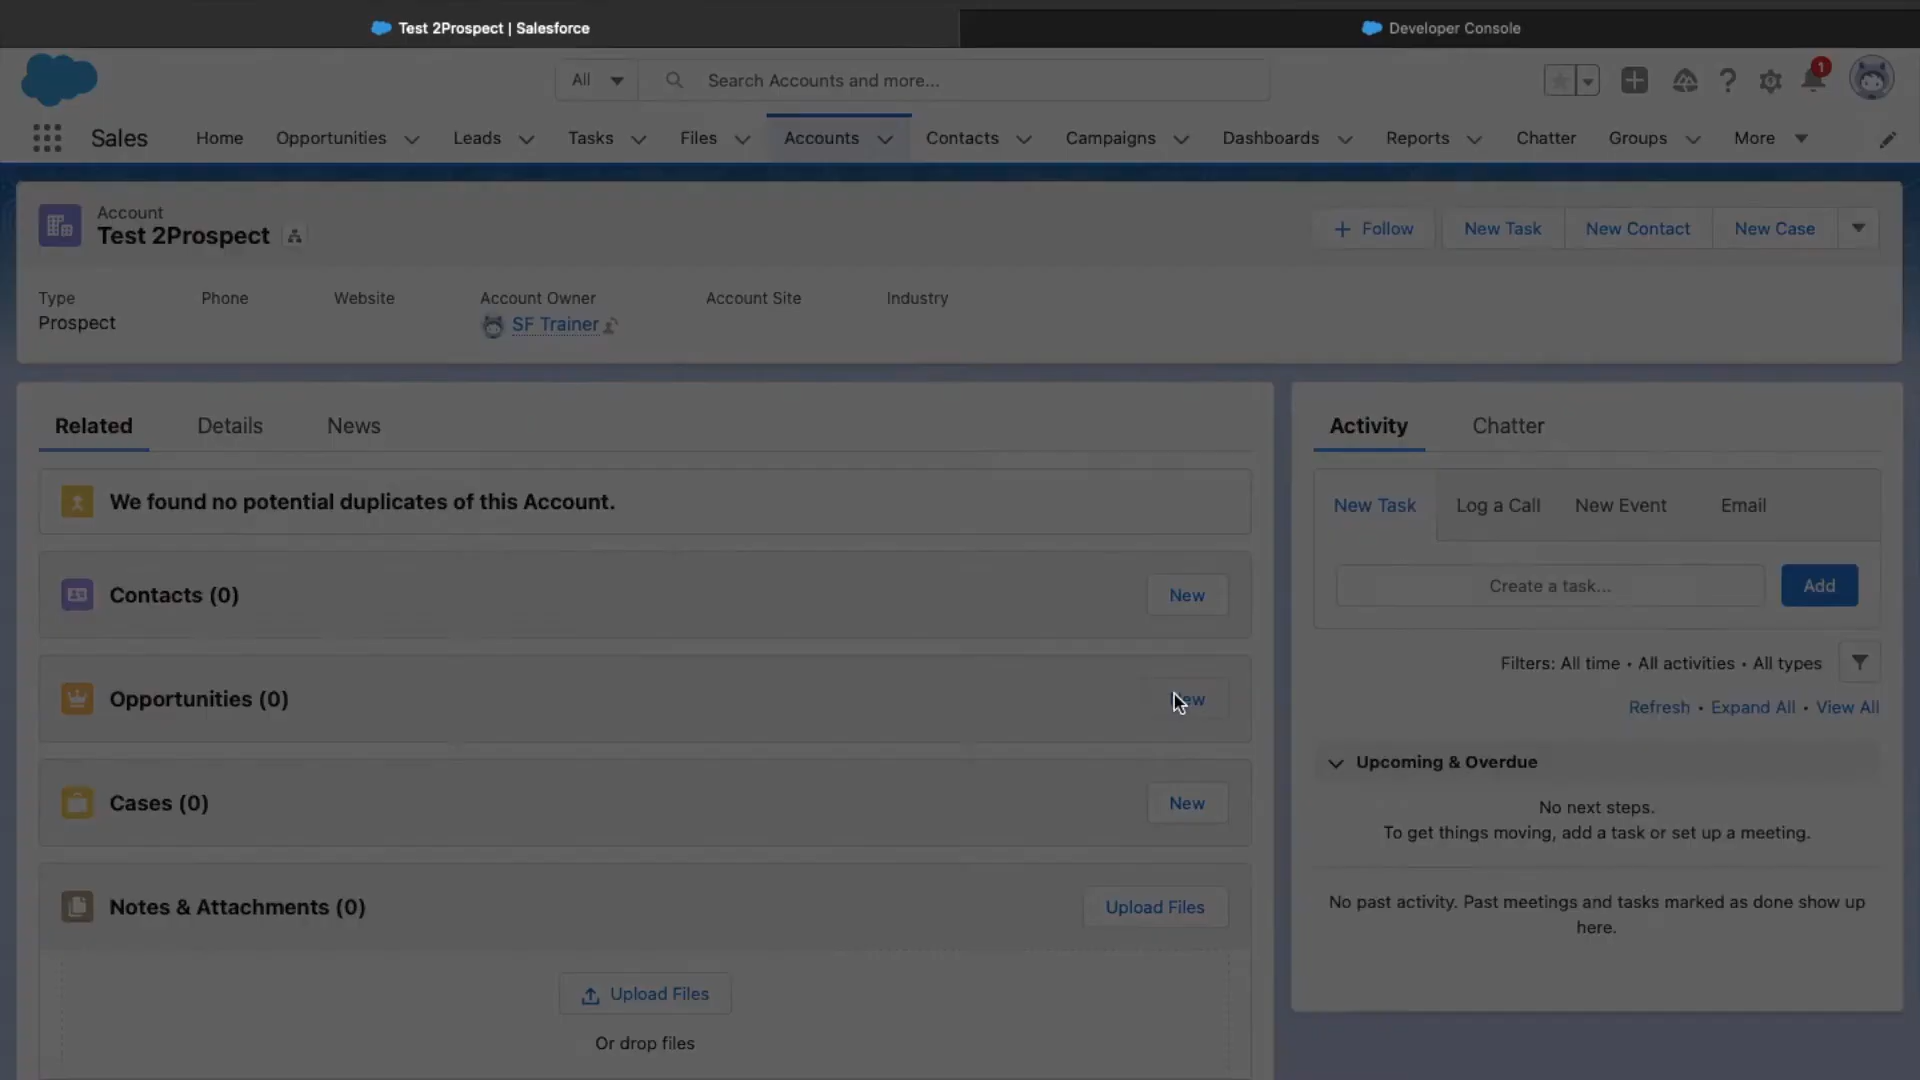 Test 2Prospect | Salesforce
Developer Console
All
Search Accounts and more...
1
Sales
Home
Opportunities
Leads
Tasks
Files
Accounts
Contacts
Campaigns
Dashboards
Reports
Chatter
Groups
More
Account
Test 2Prospect
Follow
New Task
New Contact
New Case
Type
Phone
Website
Account Owner
Account Site
Industry
Prospect
SF Trainer
Related
Details
News
Activity
Chatter
We found no potential duplicates of this Account.
New Task
Log a Call
New Event
Email
Create a task...
Add
Contacts (0)
New
Filters: All time • All activities • All types
Refresh • Expand All • View All
Opportunities (0)
Upcoming & Overdue
No next steps.
To get things moving, add a task or set up a meeting.
Cases (0)
New
No past activity. Past meetings and tasks marked as done show up
here.
Notes & Attachments (0)
Upload Files
Upload Files
Or drop files